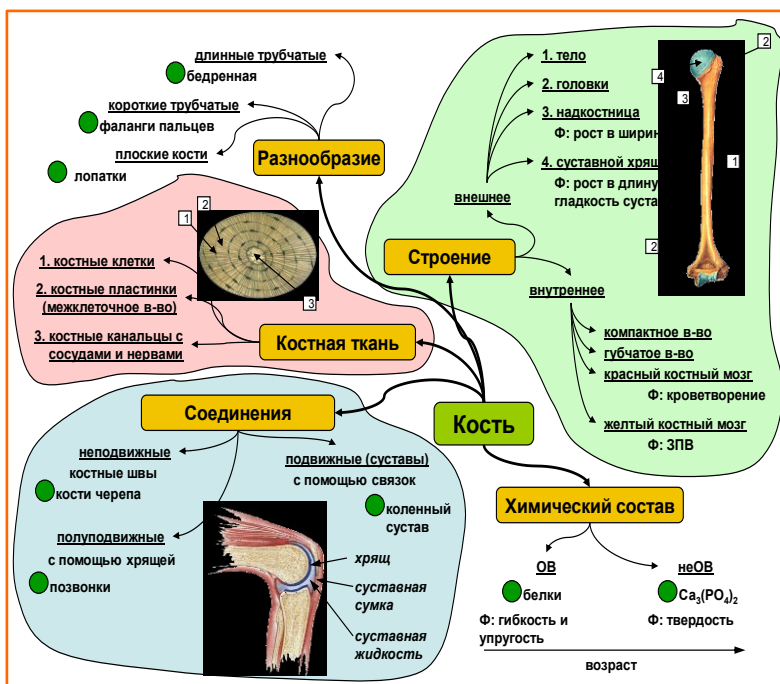 длинные трубчатые
бедренная
короткие трубчатые
фаланги пальцев
плоские кости
лопатки
Разнообразие
1. тело
2. головки
3. надкостница
Ф: рост в ширин
4. суставной хрящ
Ф: рост в длину
гладкость суста
внешнее
2
4
3
1
2
Строение
внутреннее
компактное в-во
губчатое в-во
красный костный мозг
Ф: кроветворение
желтый костный мозг
Ф: ЗПВ
2
1
3
1. костные клетки
2. костные пластинки
(межклеточное в-во)
3. костные канальцы с
сосудами и нервами
Костная ткань
Кость
Соединения
неподвижные
костные швы
кости черепа
подвижные (суставы)
с помощью связок
коленный
сустав
полуподвижные
с помощью хрящей
позвонки
хрящ
суставная
сумка
суставная
жидкость
Химический состав
ОВ
белки
Ф: гибкость и
упругость
неОВ
Ca₃(PO₄)₂
Ф: твердость
возраст